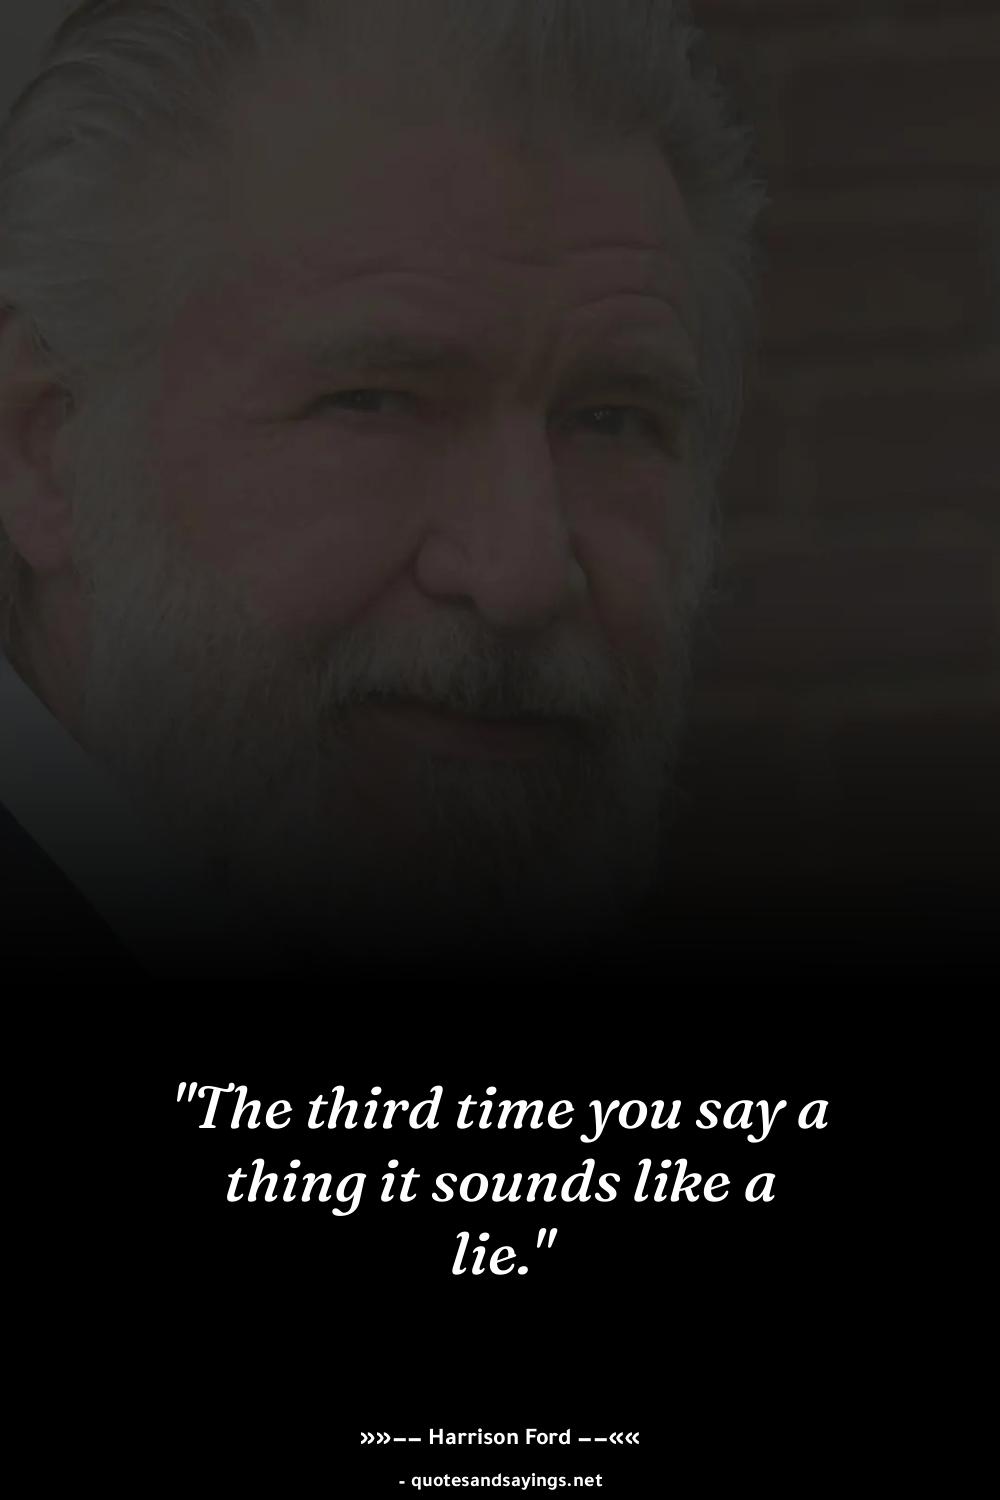 "The third time you say a
thing it sounds like a
lie."
»»–– Harrison Ford ––««
- quotesandsayings.net